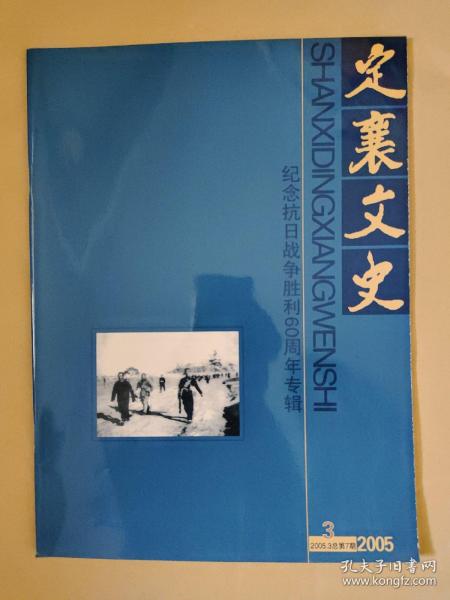 定襄文史
SHANXIDINGXIANGWENSHI
纪念抗日战争胜利60周年专辑
3
2005.3总第7期
2005
孔夫子旧书网
www.kongfz.com